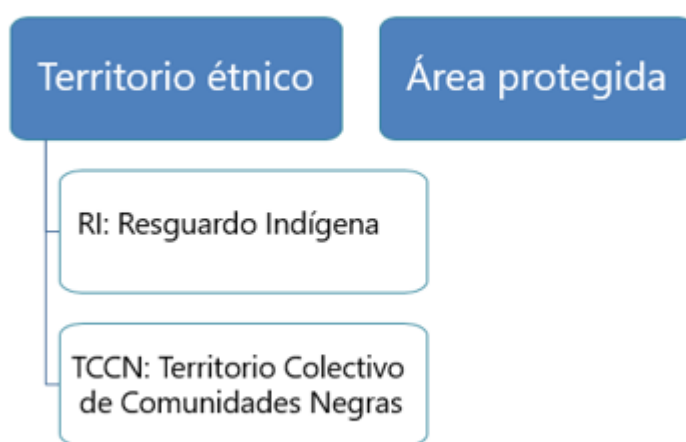 Territorio étnico
Área protegida
RI: Resguardo Indígena
TCCN: Territorio Colectivo
de Comunidades Negras